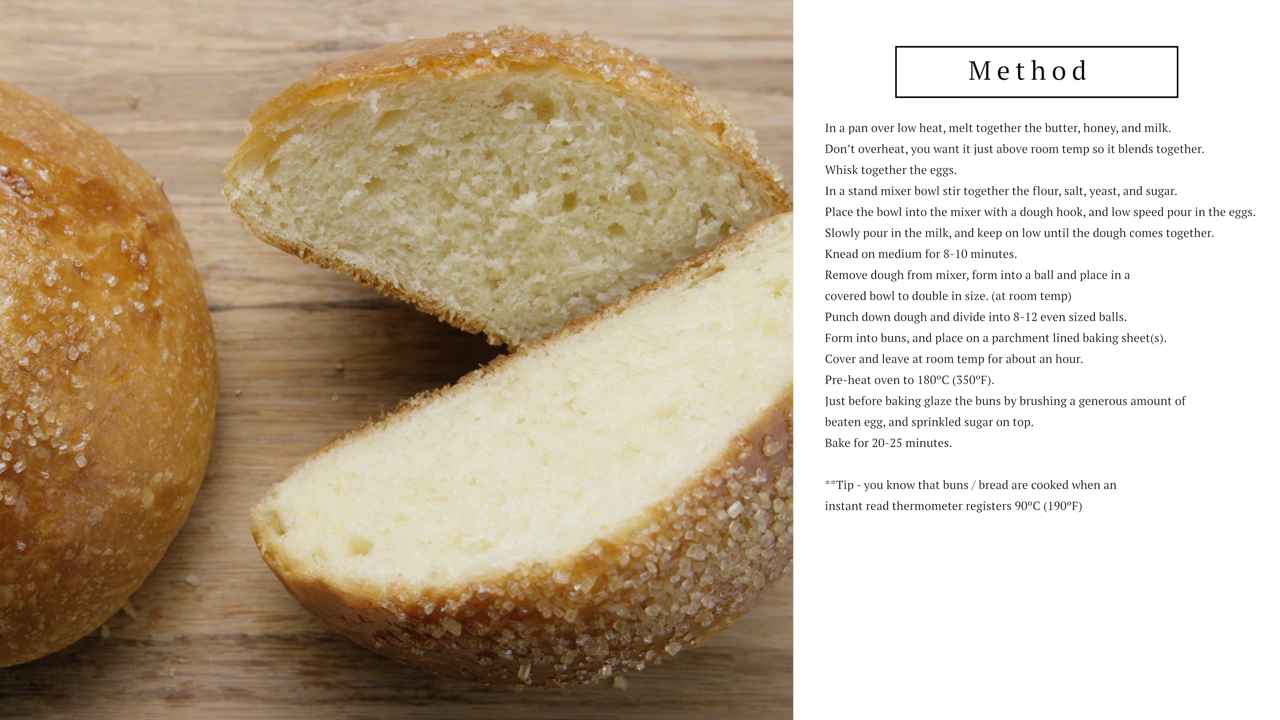 Method
In a pan over low heat, melt together the butter, honey, and milk.
Don’t overheat, you want it just above room temp so it blends together.
Whisk together the eggs.
In a stand mixer bowl stir together the flour, salt, yeast, and sugar.
Place the bowl into the mixer with a dough hook, and low speed pour in the eggs.
Slowly pour in the milk, and keep on low until the dough comes together.
Knead on medium for 8-10 minutes.
Remove dough from mixer, form into a ball and place in a
covered bowl to double in size. (at room temp)
Punch down dough and divide into 8-12 even sized balls.
Form into buns, and place on a parchment lined baking sheet(s).
Cover and leave at room temp for about an hour.
Pre-heat oven to 180ºC (350ºF).
Just before baking glaze the buns by brushing a generous amount of
beaten egg, and sprinkled sugar on top.
Bake for 20-25 minutes.
**Tip - you know that buns / bread are cooked when an
instant read thermometer registers 90ºC (190ºF)